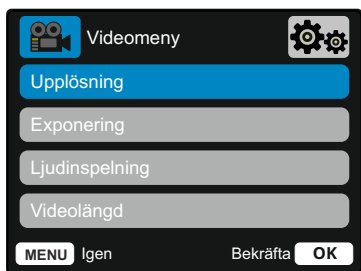 Videomeny
Upplösning
Exponering
Ljudinspelning
Videolängd
MENU Igen Bekräfta OK